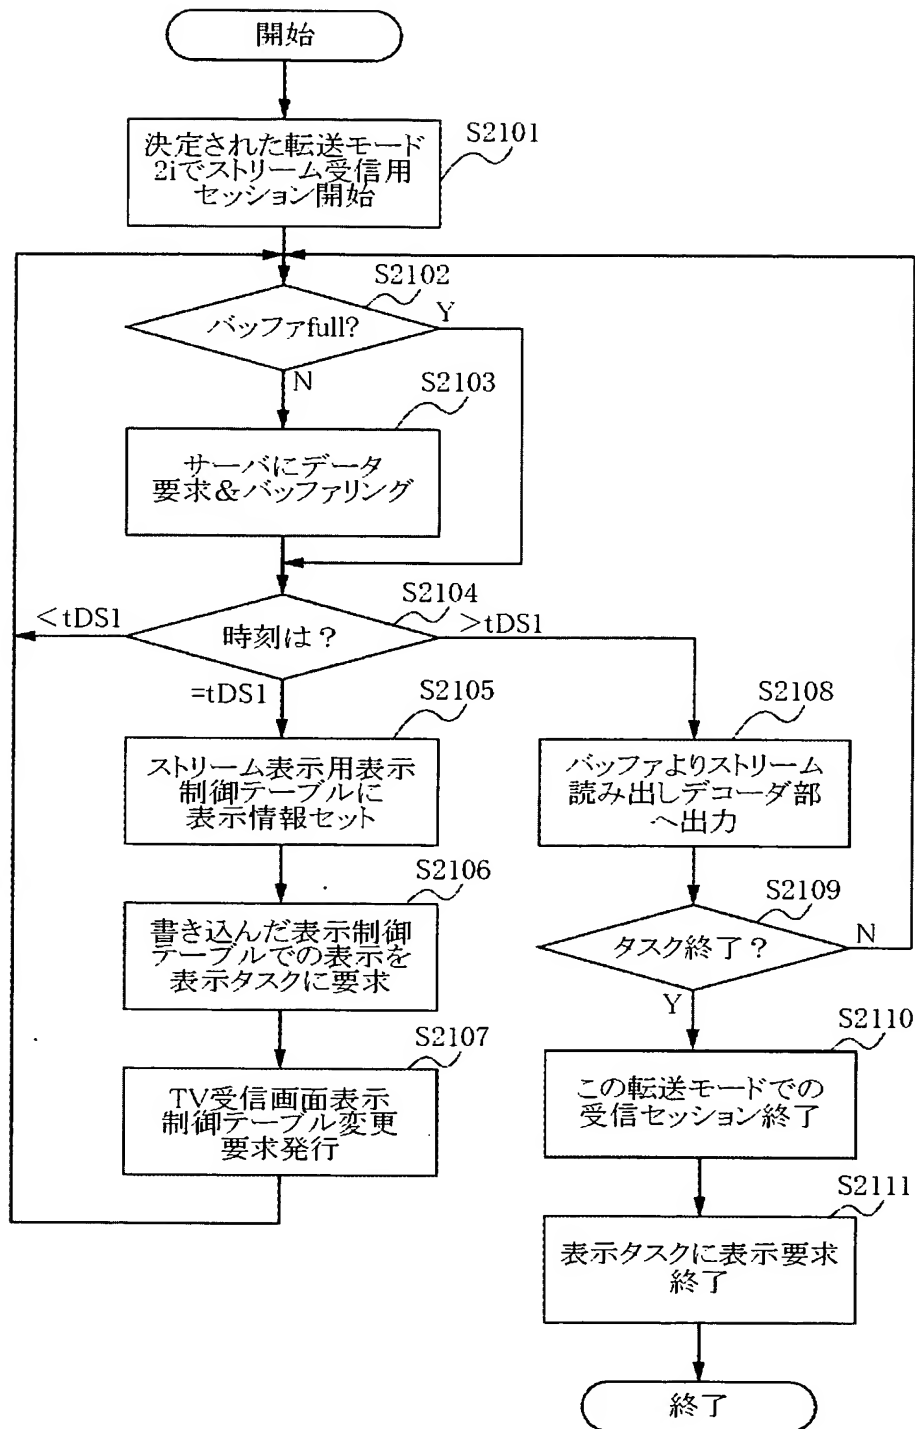 開始
S2101
決定された転送モード
2iでストリーム受信用
セッション開始
S2102
バッファfull?
Y
N
S2103
サーバにデータ
要求&バッファリング
S2104
時刻は?
<tDS1
>tDS1
=tDS1
S2105
ストリーム表示用表示
制御テーブルに
表示情報セット
S2106
書き込んだ表示制御
テーブルでの表示を
表示タスクに要求
S2107
TV受信画面表示
制御テーブル変更
要求発行
S2108
バッファよりストリーム
読み出しデコーダ部
へ出力
S2109
タスク終了?
N
Y
S2110
この転送モードでの
受信セッション終了
S2111
表示タスクに表示要求
終了
終了